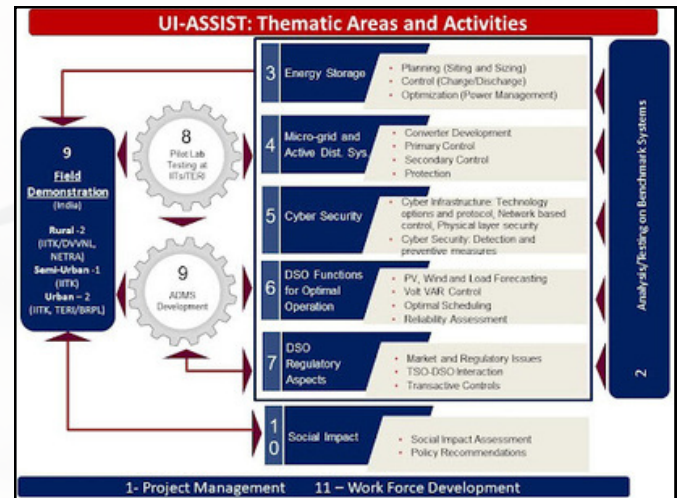 UI-ASSIST: Thematic Areas and Activities
3 Energy Storage
• Planning (Siting and Sizing)
• Control (Charge/Discharge)
• Optimization (Power Management)
8
Pilot Lab
Testing at
IITs/TERI
4 Micro-grid and
Active Dist. Sys.
• Converter Development
• Primary Control
• Secondary Control
• Protection
9
Field
Demonstration
(India)
Rural -2
(IITK/DVVNL,
NETRA)
Semi-Urban -1
(IITK)
Urban – 2
(IITK, TERI/BRPL)
5 Cyber Security
• Cyber Infrastructure: Technology
options and protocol, Network based
control, Physical layer security
• Cyber Security: Detection and
preventive measures
9
ADMS
Development
6 DSO Functions
for Optimal
Operation
• PV, Wind and Load Forecasting
• Volt VAR Control
• Optimal Scheduling
• Reliability Assessment
7 DSO
Regulatory
Aspects
• Market and Regulatory Issues
• TSO-DSO Interaction
• Transactive Controls
1
0
Social Impact
• Social Impact Assessment
• Policy Recommendations
Analysis/Testing on Benchmark Systems
2
1- Project Management 11 – Work Force Development